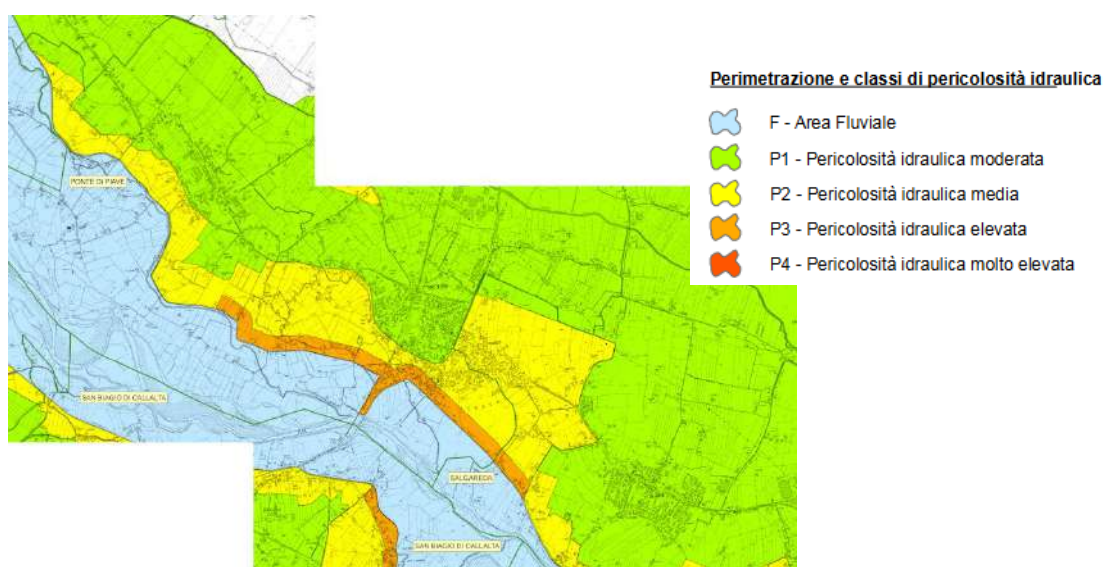 Perimetrazione e classi di pericolosità idraulica
F - Area Fluviale
P1 - Pericolosità idraulica moderata
P2 - Pericolosità idraulica media
P3 - Pericolosità idraulica elevata
P4 - Pericolosità idraulica molto elevata
PONTE DI PIAVE
SAN BIAGIO DI CALLALTA
SALGAREDA
SAN BIAGIO DI CALLALTA